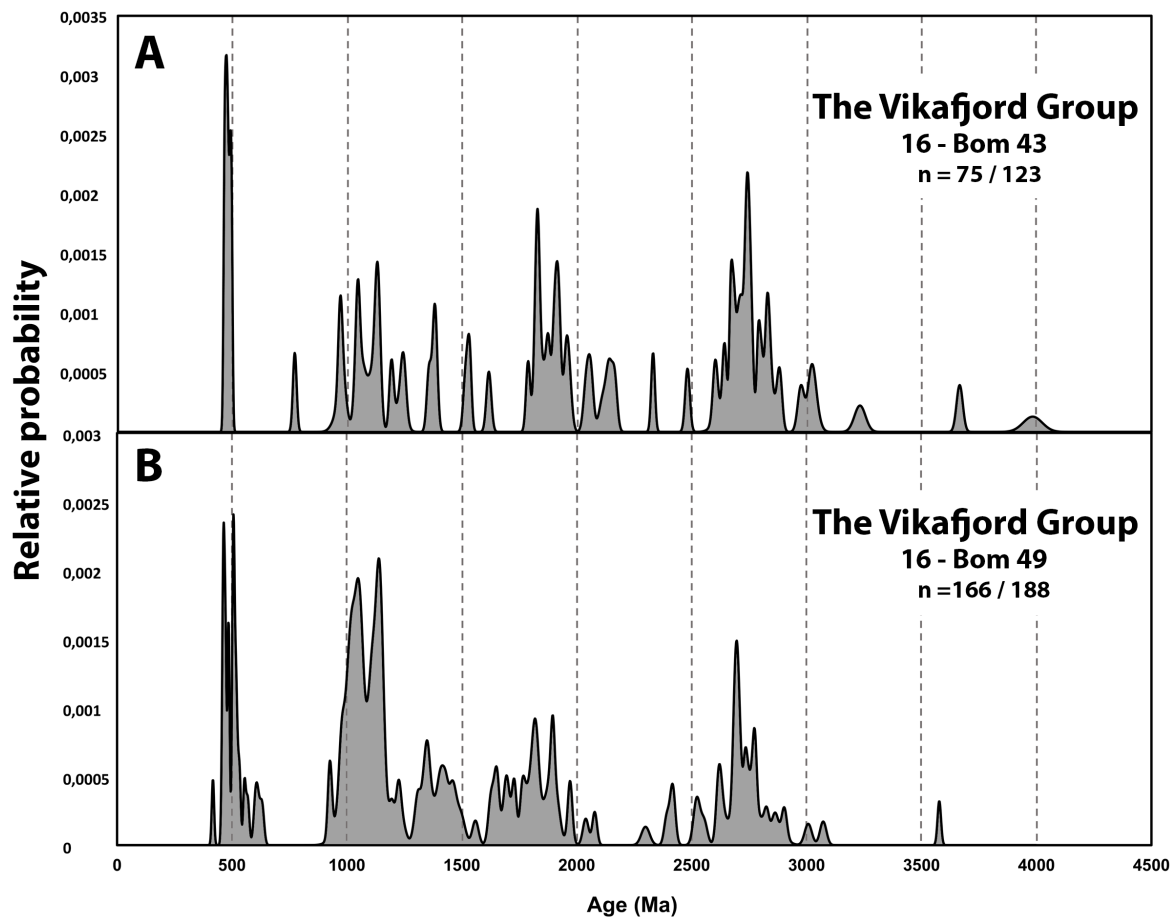 0,0035
A
0,003
The Vikafjord Group
0,0025
16 - Bom 43
n = 75 / 123
0,002
0,0015
0,001
0,0005
Relative probability
0,003
B
0,0025
The Vikafjord Group
0,002
16 - Bom 49
n =166 / 188
0,0015
0,001
0,0005
0
0 500 1000 1500 2000 2500 3000 3500 4000 4500
Age (Ma)